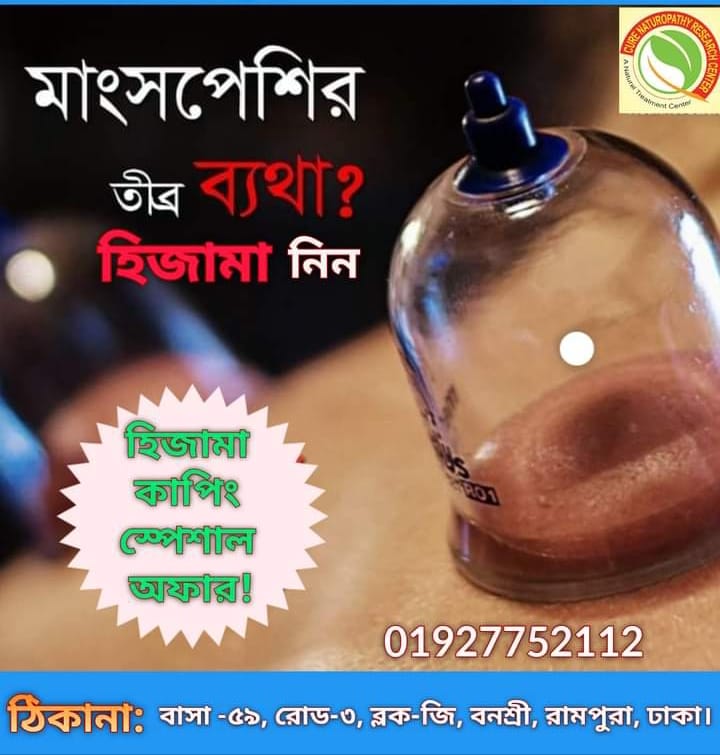 CURE NATUROPATHY RESEARCH CENTER
A Natural Treatment Center
মাংসপেশির
তীব্র ব্যথা?
হিজামা নিন
হিজামা
কাপিং
স্পেশাল
অফার!
01927752112
ঠিকানা: বাসা -৫৯, রোড-৩, ব্লক-জি, বনশ্রী, রামপুরা, ঢাকা।